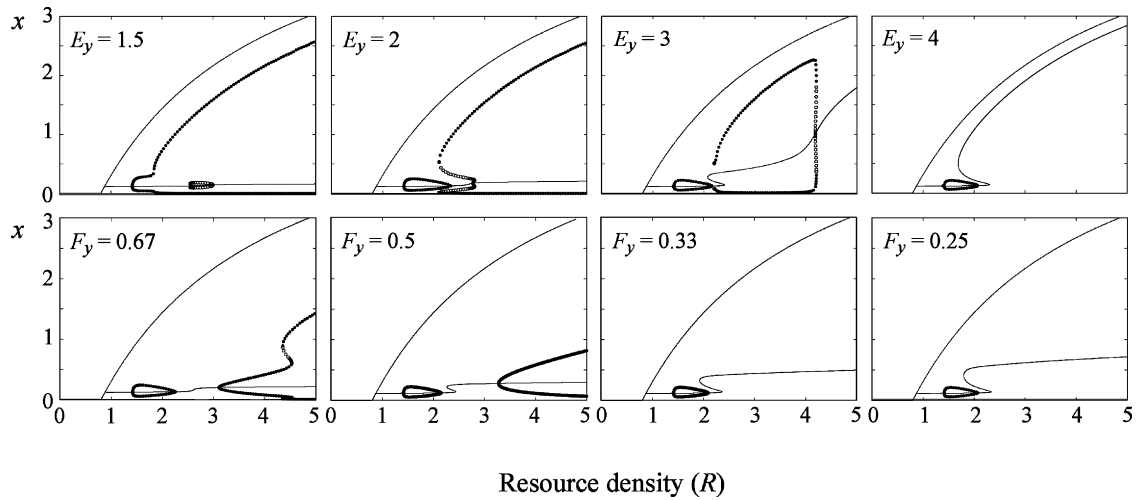 x 3 2 1 0
E_y = 1.5
E_y = 2
E_y = 3
E_y = 4
x 3 2 1 0
F_y = 0.67
F_y = 0.5
F_y = 0.33
F_y = 0.25
0 1 2 3 4 5
0 1 2 3 4 5
0 1 2 3 4 5
0 1 2 3 4 5
Resource density (R)